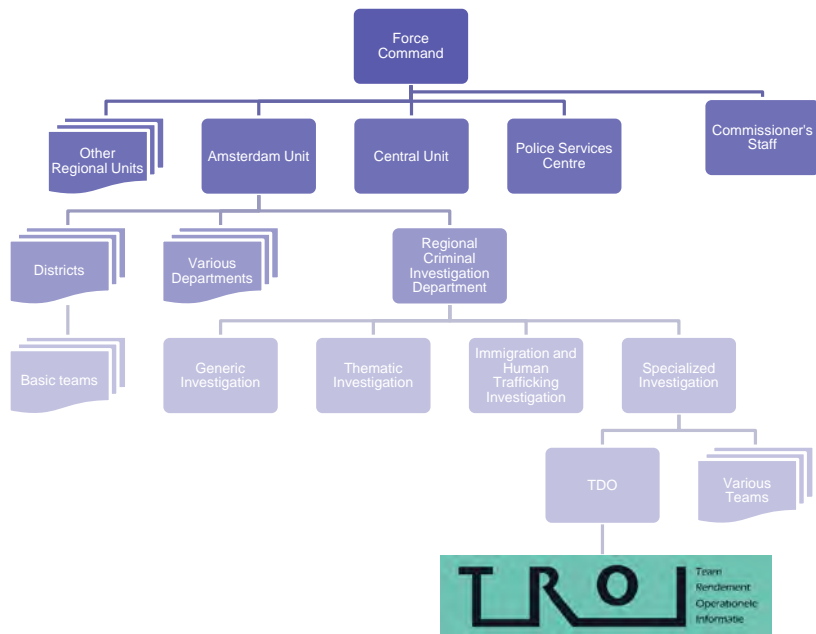 Force
Command
Other
Regional Units
Amsterdam Unit
Central Unit
Police Services
Centre
Commissioner's
Staff
Districts
Various
Departments
Regional
Criminal
Investigation
Department
Basic teams
Generic
Investigation
Thematic
Investigation
Immigration and
Human
Trafficking
Investigation
Specialized
Investigation
TDO
Various
Teams
TROI
Team
Rendement
Operationele
Informatie